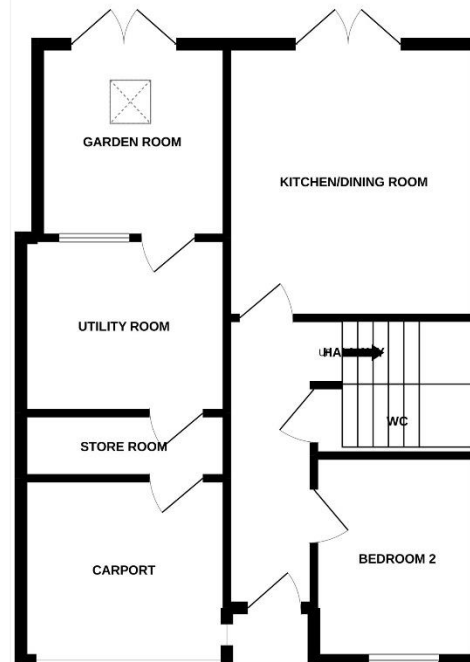 GARDEN ROOM
KITCHEN/DINING ROOM
UTILITY ROOM
WC
STORE ROOM
BEDROOM 2
CARPORT